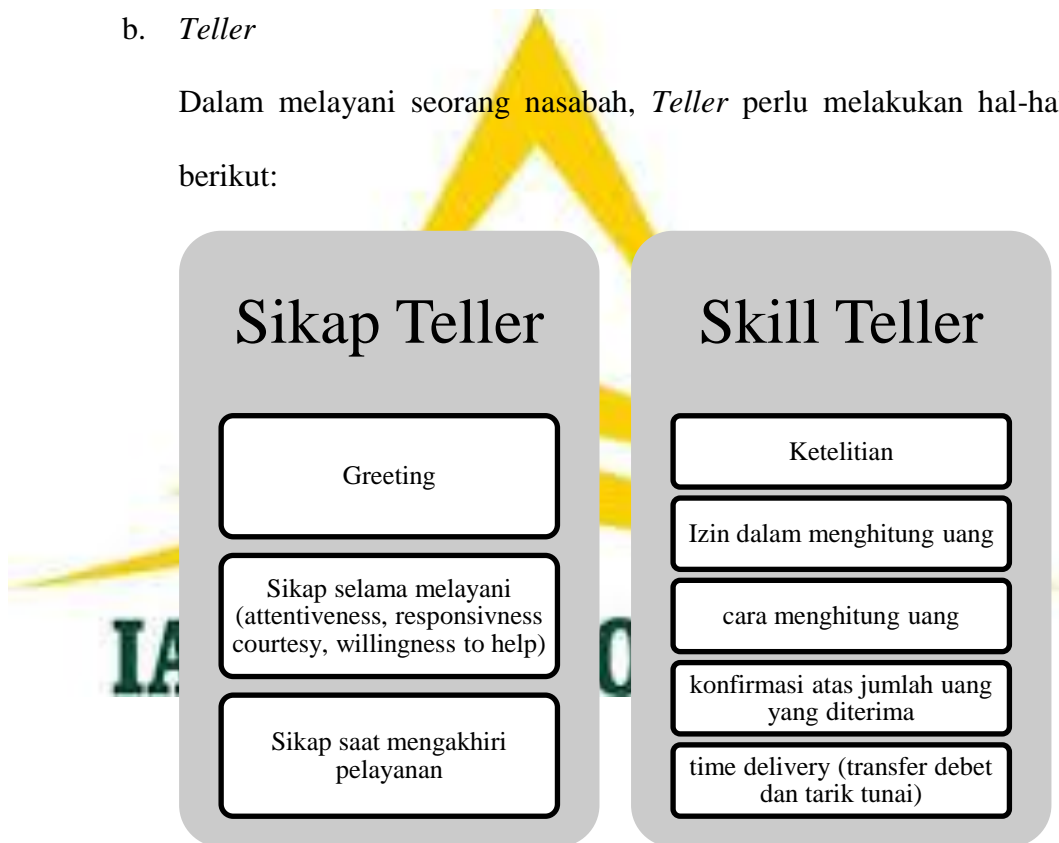 b. Teller
Dalam melayani seorang nasabah, Teller perlu melakukan hal-ha
berikut:
Sikap Teller
Greeting
Sikap selama melayani
(attentiveness, responsivness
courtesy, willingness to help)
Sikap saat mengakhiri
pelayanan
Skill Teller
Ketelitian
Izin dalam menghitung uang
cara menghitung uang
konfirmasi atas jumlah uang
yang diterima
time delivery (transfer debet
dan tarik tunai)